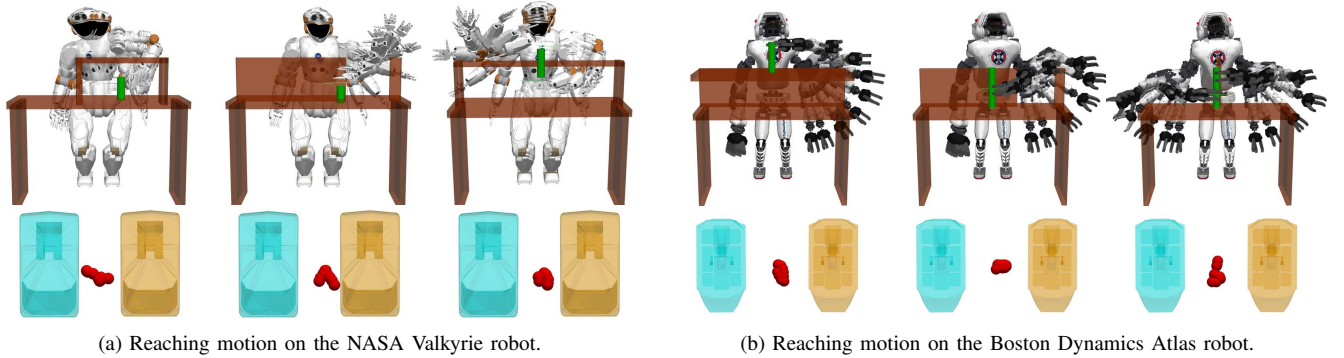 (a) Reaching motion on the NASA Valkyrie robot.
(b) Reaching motion on the Boston Dynamics Atlas robot.